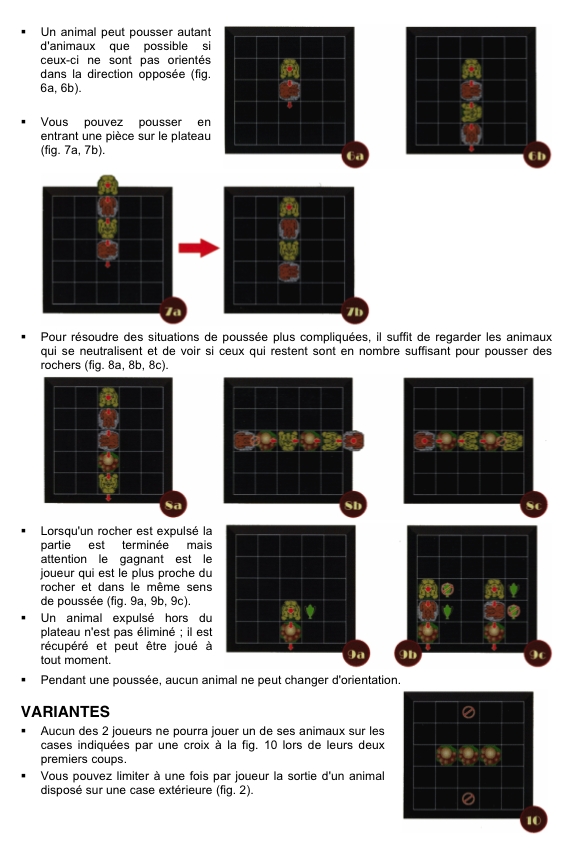 ▪ Un animal peut pousser autant
d'animaux que possible si
ceux-ci ne sont pas orientés
dans la direction opposée (fig.
6a, 6b).
▪ Vous pouvez pousser en
entrant une pièce sur le plateau
(fig. 7a, 7b).
6a
6b
7a
7b
▪ Pour résoudre des situations de poussée plus compliquées, il suffit de regarder les animaux
qui se neutralisent et de voir si ceux qui restent sont en nombre suffisant pour pousser des
rochers (fig. 8a, 8b, 8c).
8a
8b
8c
▪ Lorsqu'un rocher est expulsé la
partie est terminée mais
attention le gagnant est le
joueur qui est le plus proche du
rocher et dans le même sens
de poussée (fig. 9a, 9b, 9c).
▪ Un animal expulsé hors du
plateau n'est pas éliminé ; il est
récupéré et peut être joué à
tout moment.
9a
9b
9c
▪ Pendant une poussée, aucun animal ne peut changer d'orientation.
VARIANTES
▪ Aucun des 2 joueurs ne pourra jouer un de ses animaux sur les
cases indiquées par une croix à la fig. 10 lors de leurs deux
premiers coups.
▪ Vous pouvez limiter à une fois par joueur la sortie d'un animal
disposé sur une case extérieure (fig. 2).
10